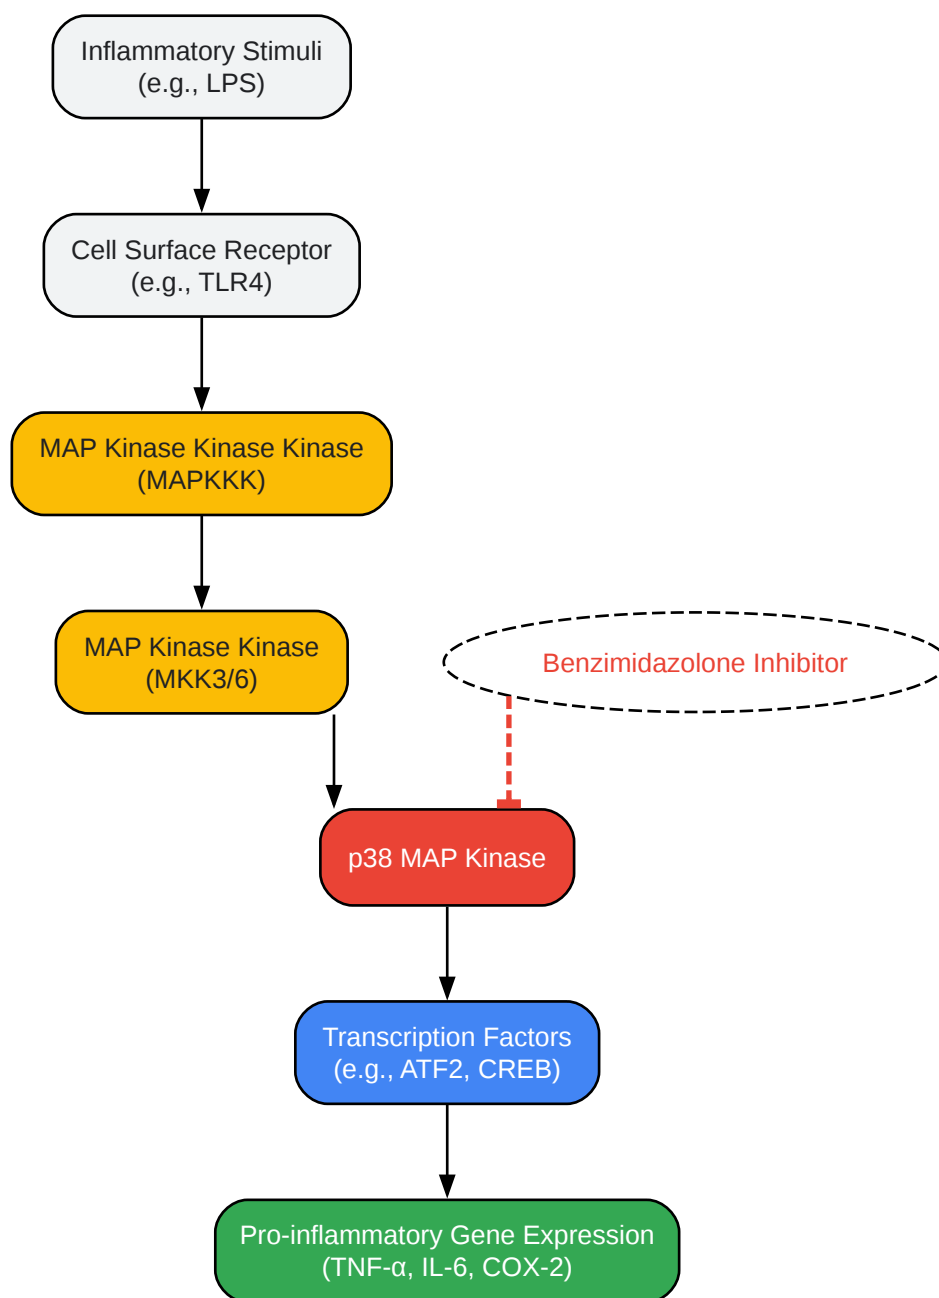 Inflammatory Stimuli
(e.g., LPS)
Cell Surface Receptor
(e.g., TLR4)
MAP Kinase Kinase Kinase
(MAPKKK)
MAP Kinase Kinase
(MKK3/6)
Benzimidazolone Inhibitor
p38 MAP Kinase
Transcription Factors
(e.g., ATF2, CREB)
Pro-inflammatory Gene Expression
(TNF-α, IL-6, COX-2)